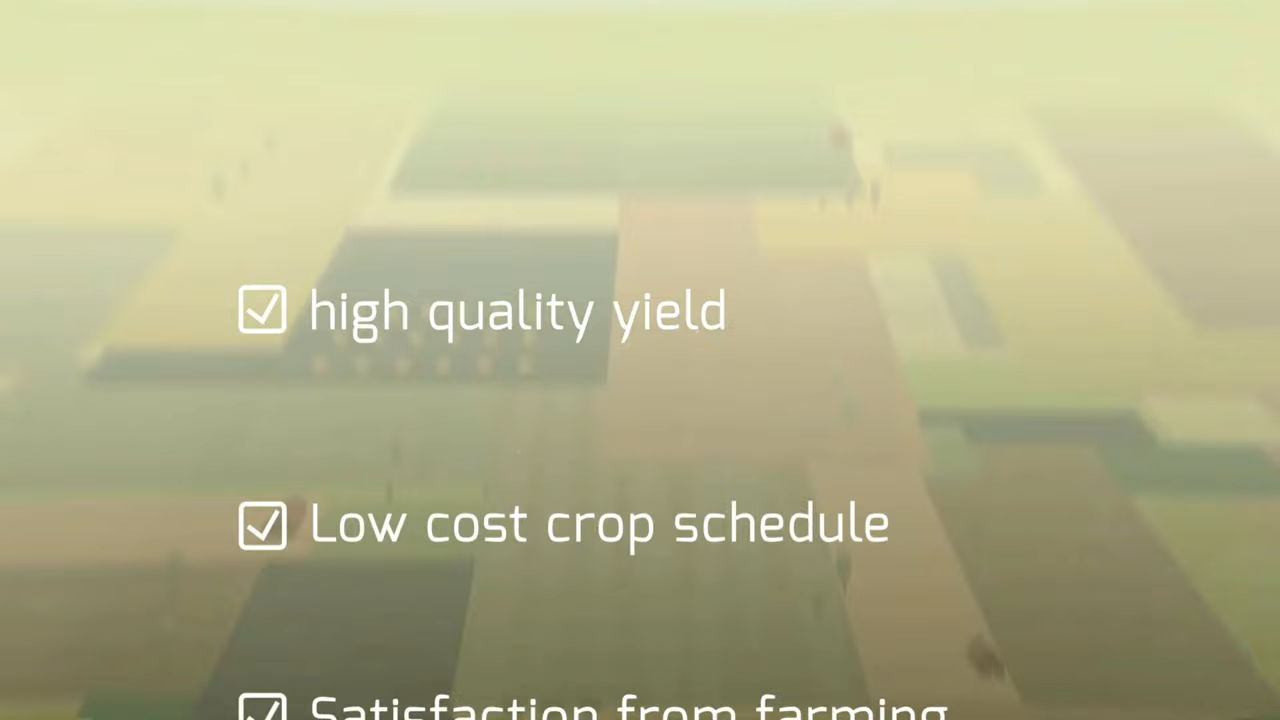 high quality yield
Low cost crop schedule
Satisfaction from farming